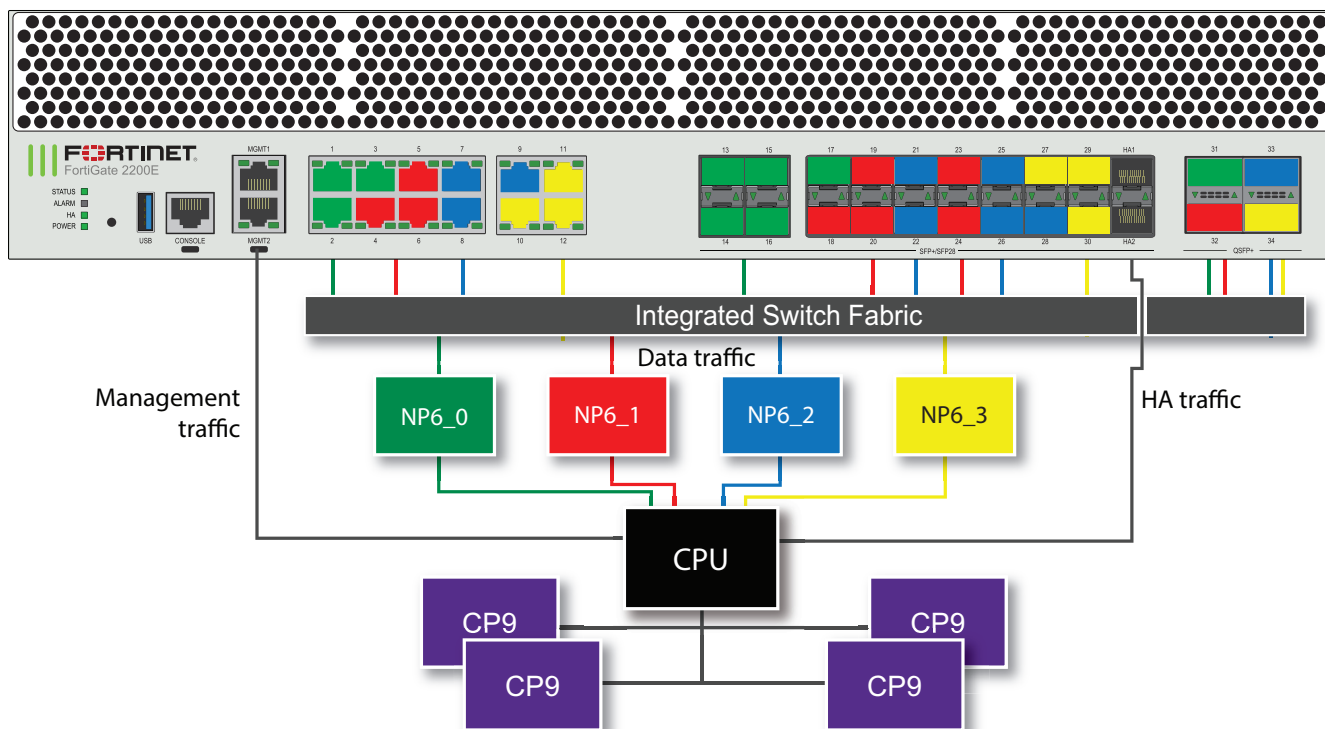 FORTINET
FortiGate 2200E
STATUS
ALARM
HA
POWER
USB
CONSOLE
MGMT1
MGMT2
1 3 5 7 9 11
2 4 6 8 10 12
13 15 17 19 21 23 25 27 29 HA1 31 33
14 16 18 20 22 24 26 28 30 HA2 32 34
SFP+/SFP28
QSFP+
Integrated Switch Fabric
Data traffic
Management
traffic
HA traffic
NP6_0 NP6_1 NP6_2 NP6_3
CPU
CP9 CP9
CP9 CP9